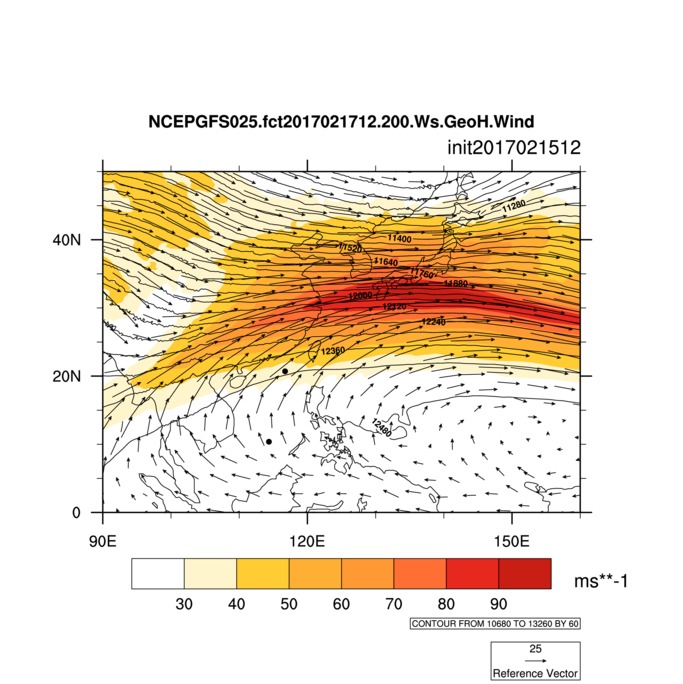 NCEPGFS025.fct2017021712.200.Ws.GeoH.Wind
init2017021512
11280
11400
11520
11640
11760
11880
12000
12120
12240
12360
12480
40N
20N
0
90E 120E 150E
ms**-1
30 40 50 60 70 80 90
CONTOUR FROM 10680 TO 13260 BY 60
25
Reference Vector